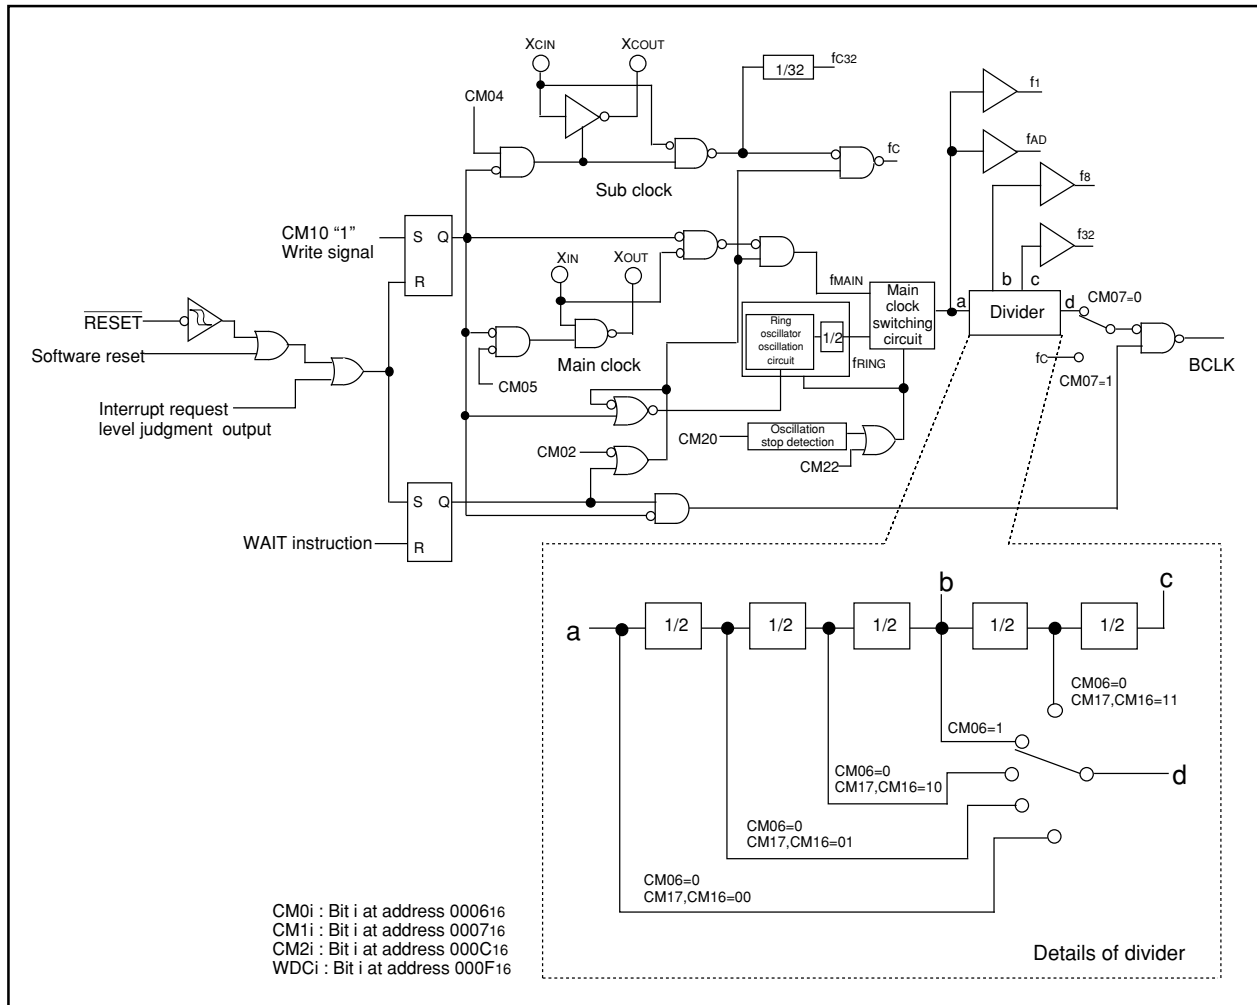 XCIN
XCOUT
1/32
fC32
f1
CM04
fAD
fC
Sub clock
f8
CM10 “1”
Write signal
S Q
R
XIN
XOUT
f32
fMAIN
Main
clock
switching
circuit
b c
a
Divider
d
CM07=0
RESET
Software reset
Ring
oscillator
oscillation
circuit
1/2
fRING
Main clock
CM05
fC
CM07=1
BCLK
Interrupt request
level judgment output
CM20
Oscillation
stop detection
CM02
CM22
S Q
R
WAIT instruction
b
c
a
1/2
1/2
1/2
1/2
1/2
CM06=0
CM17,CM16=11
CM06=1
CM06=0
CM17,CM16=10
d
CM06=0
CM17,CM16=01
CM06=0
CM17,CM16=00
CM0i : Bit i at address 000616
CM1i : Bit i at address 000716
CM2i : Bit i at address 000C16
WDCi : Bit i at address 000F16
Details of divider